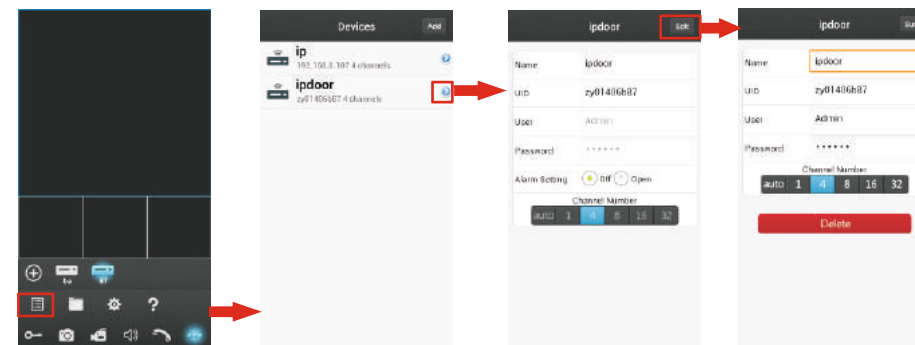 ?
Devices
Add
ip
192.168.0.107 4 channels
ipdoor
zy01406b87 4 channels
ipdoor
Edit
Name ipdoor
UID zy01406b87
User Admin
Password ······
Alarm Setting Off Open
Channel Number
auto 1 4 8 16 32
ipdoor
Name ipdoor
UID zy01406b87
User Admin
Password ······
Channel Number
auto 1 4 8 16 32
Delete